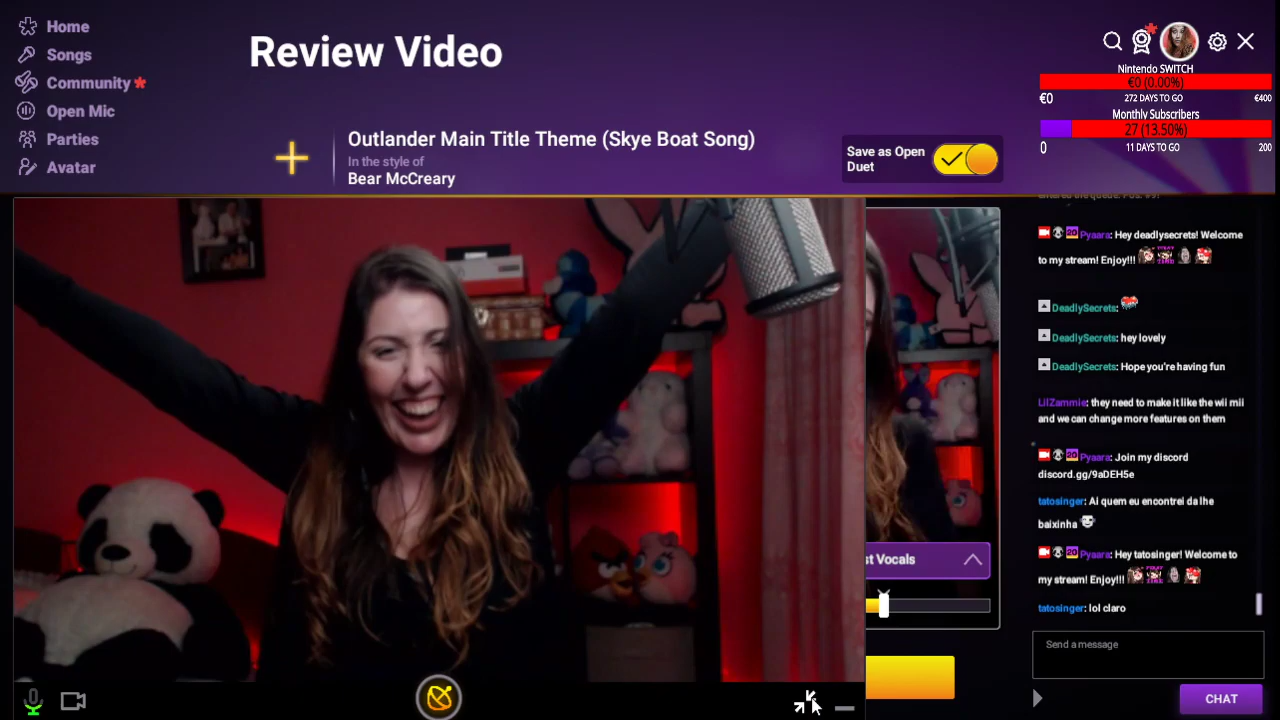 Home
Songs
Community
Open Mic
Parties
Avatar
Review Video
Outlander Main Title Theme (Skye Boat Song)
In the style of
Bear McCreary
Save as Open
Duet
Nintendo SWITCH
€0 (0.00%)
€0 272 DAYS TO GO €400
Monthly Subscribers
27 (13.50%)
0 11 DAYS TO GO 200
Pyaara: Hey deadlysecrets! Welcome
to my stream! Enjoy!!!
DeadlySecrets:
DeadlySecrets: hey lovely
DeadlySecrets: Hope you're having fun
LilZammie: they need to make it like the wii mii
and we can change more features on them
Pyaara: Join my discord
discord.gg/9aDEH5e
tatosinger: Ai quem eu encontrei da lhe
baixinha
Pyaara: Hey tatosinger! Welcome to
my stream! Enjoy!!!
tatosinger: lol claro
st Vocals
Send a message
CHAT